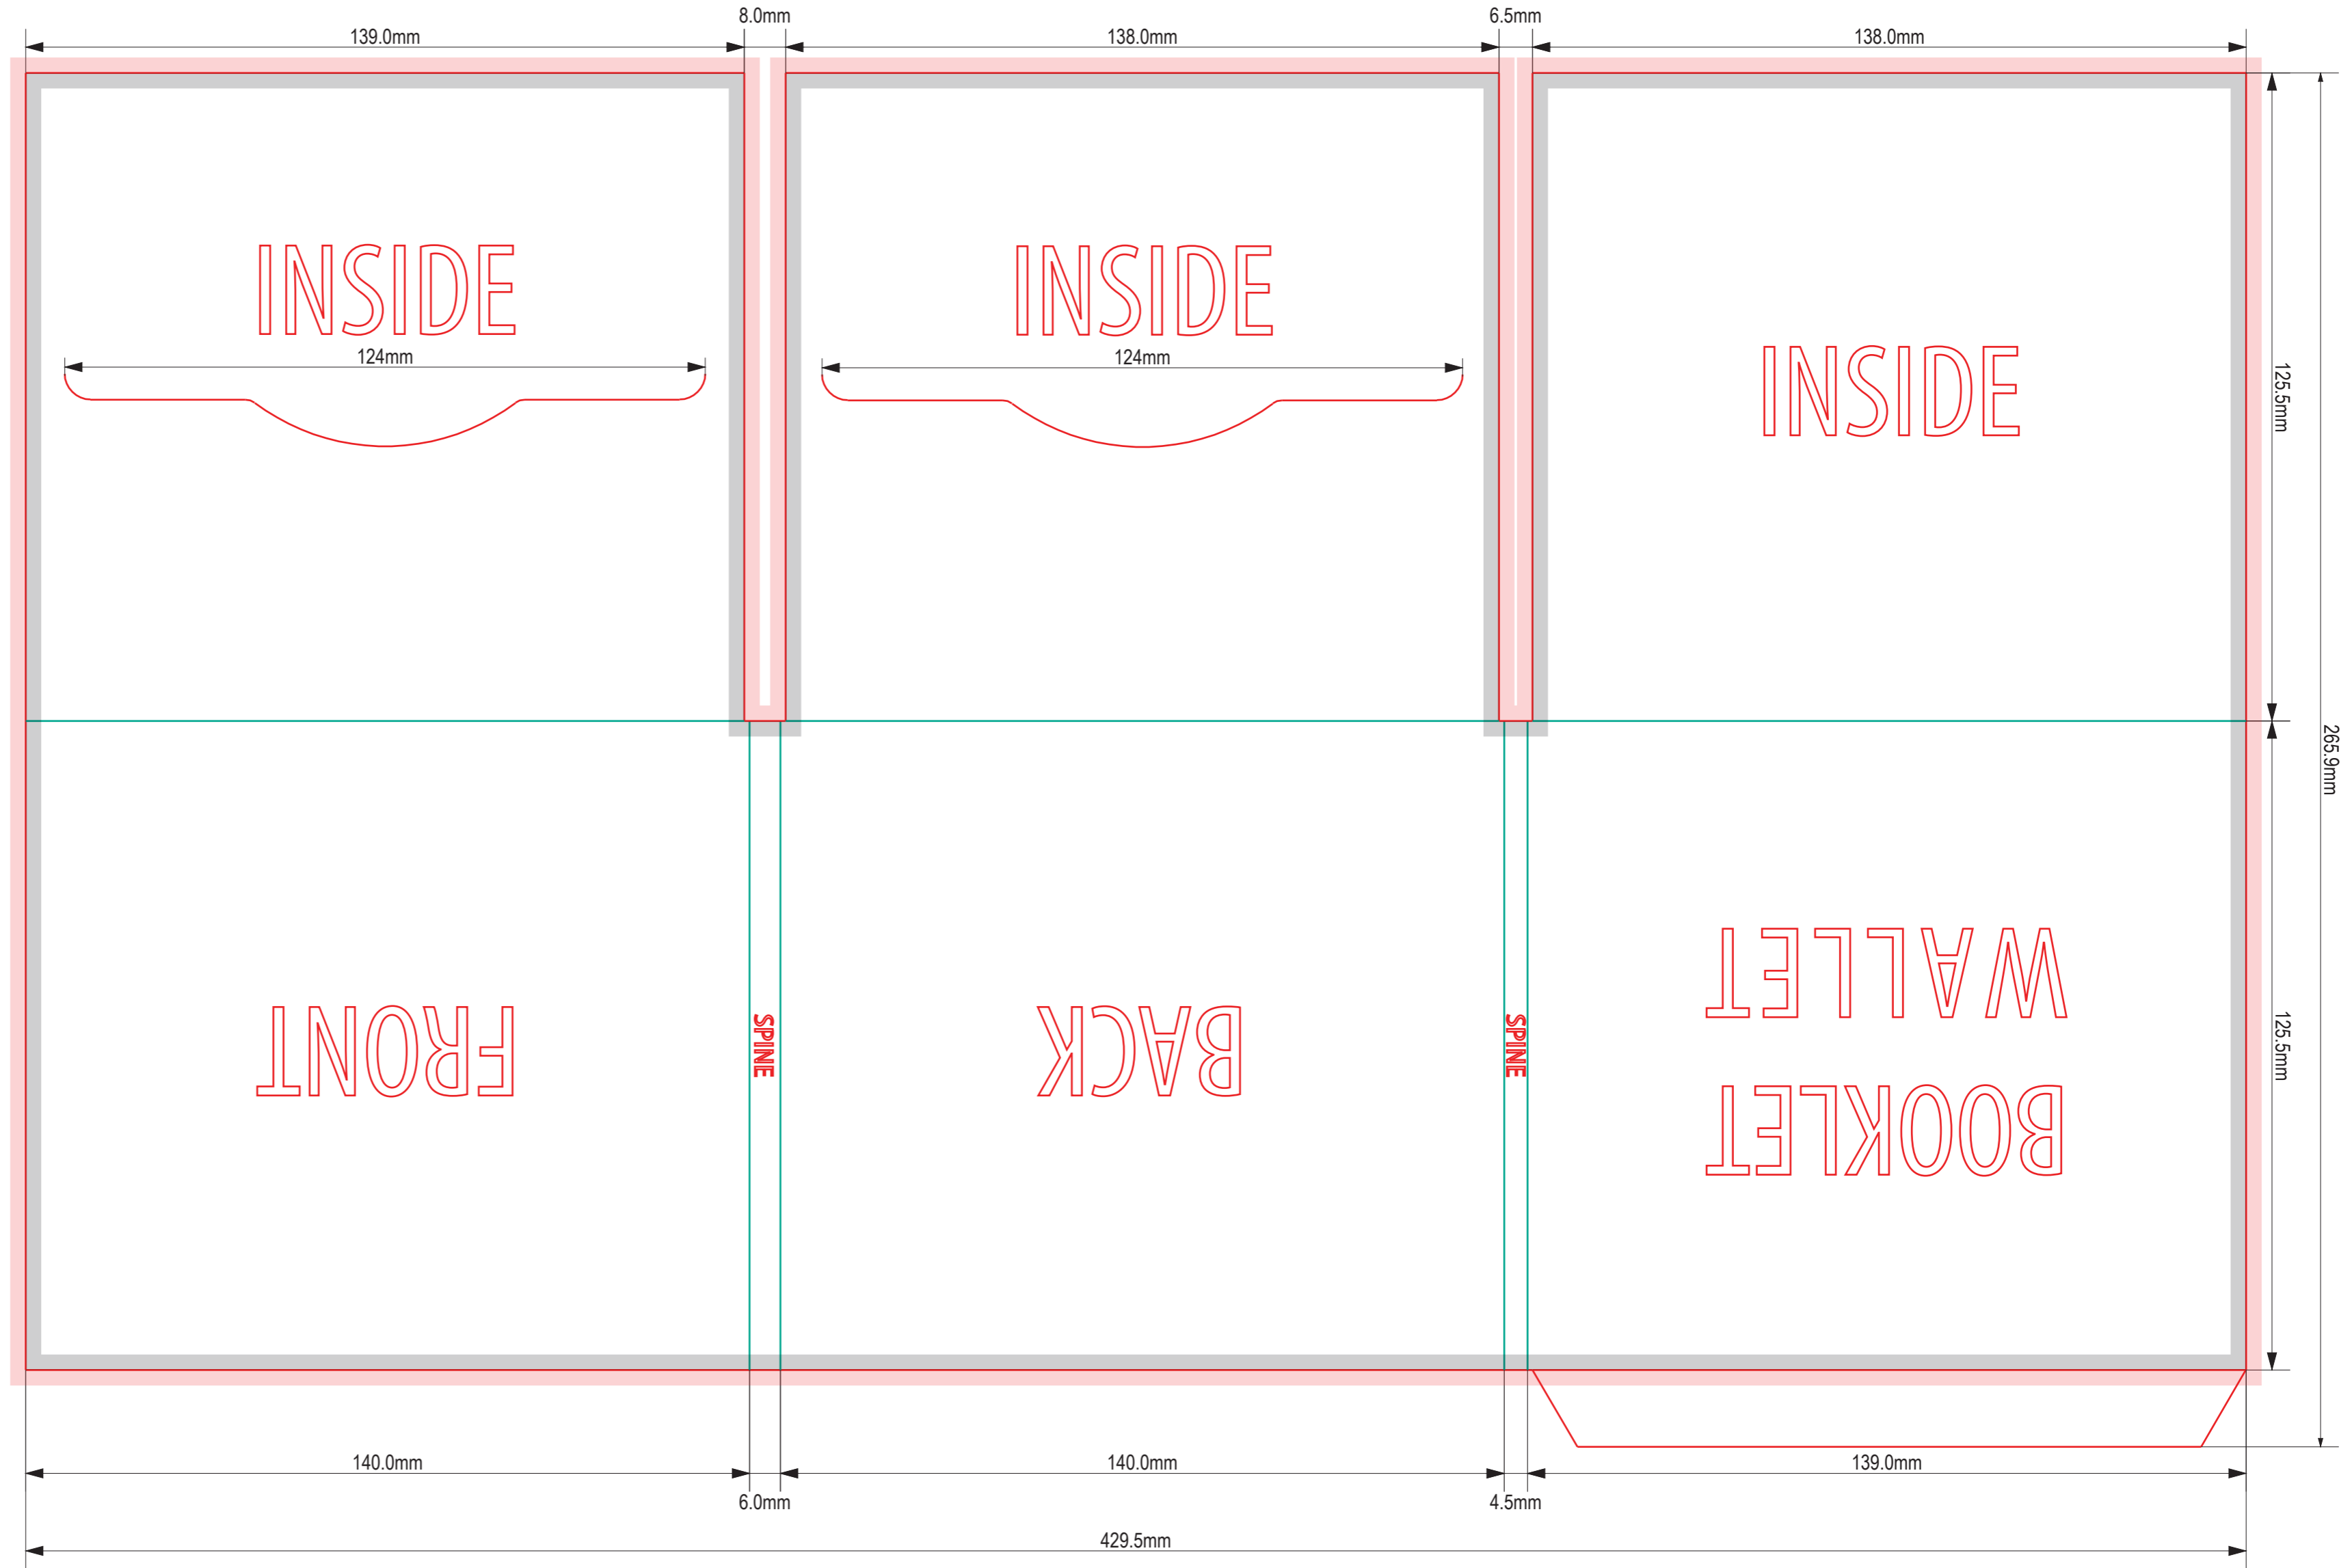 8.0mm
6.5mm
139.0mm
138.0mm
138.0mm
INSIDE
INSIDE
INSIDE
124mm
124mm
125.5mm
265.9mm
FRONT
SPINE
BACK
SPINE
BOOKLET
WALLET
125.5mm
140.0mm
140.0mm
139.0mm
6.0mm
4.5mm
429.5mm